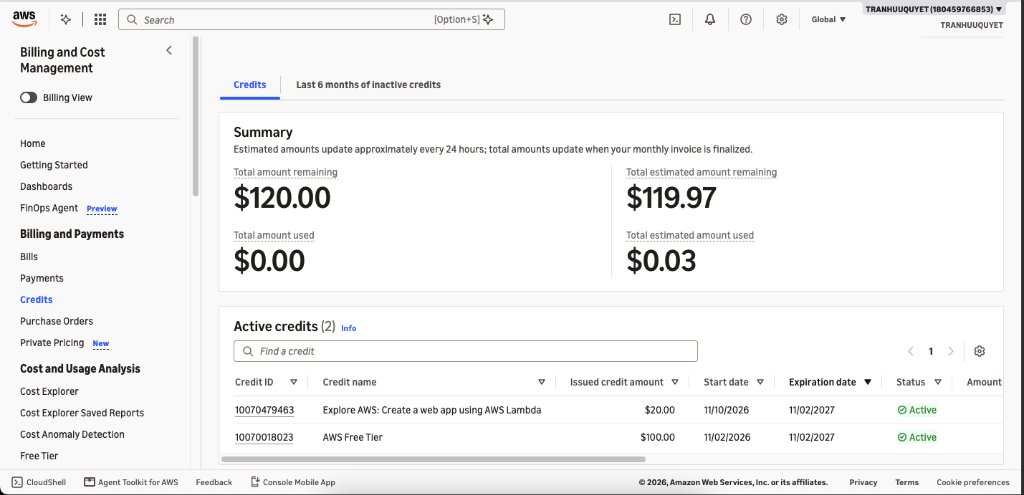 aws
Search
[Option+S]
Global
TRANHUUQUYET (180459766853)
TRANHUUQUYET
Billing and Cost Management
Billing View
Home
Getting Started
Dashboards
FinOps Agent Preview
Billing and Payments
Bills
Payments
Credits
Purchase Orders
Private Pricing New
Cost and Usage Analysis
Cost Explorer
Cost Explorer Saved Reports
Cost Anomaly Detection
Free Tier
Credits
Last 6 months of inactive credits
Summary
Estimated amounts update approximately every 24 hours; total amounts update when your monthly invoice is finalized.
Total amount remaining
$120.00
Total estimated amount remaining
$119.97
Total amount used
$0.00
Total estimated amount used
$0.03
Active credits (2) Info
Find a credit
1
Credit ID Credit name Issued credit amount Start date Expiration date Status Amount
10070479463 Explore AWS: Create a web app using AWS Lambda $20.00 11/10/2026 11/02/2027 Active
10070018023 AWS Free Tier $100.00 11/02/2026 11/02/2027 Active
CloudShell Agent Toolkit for AWS Feedback Console Mobile App © 2026, Amazon Web Services, Inc. or its affiliates. Privacy Terms Cookie preferences